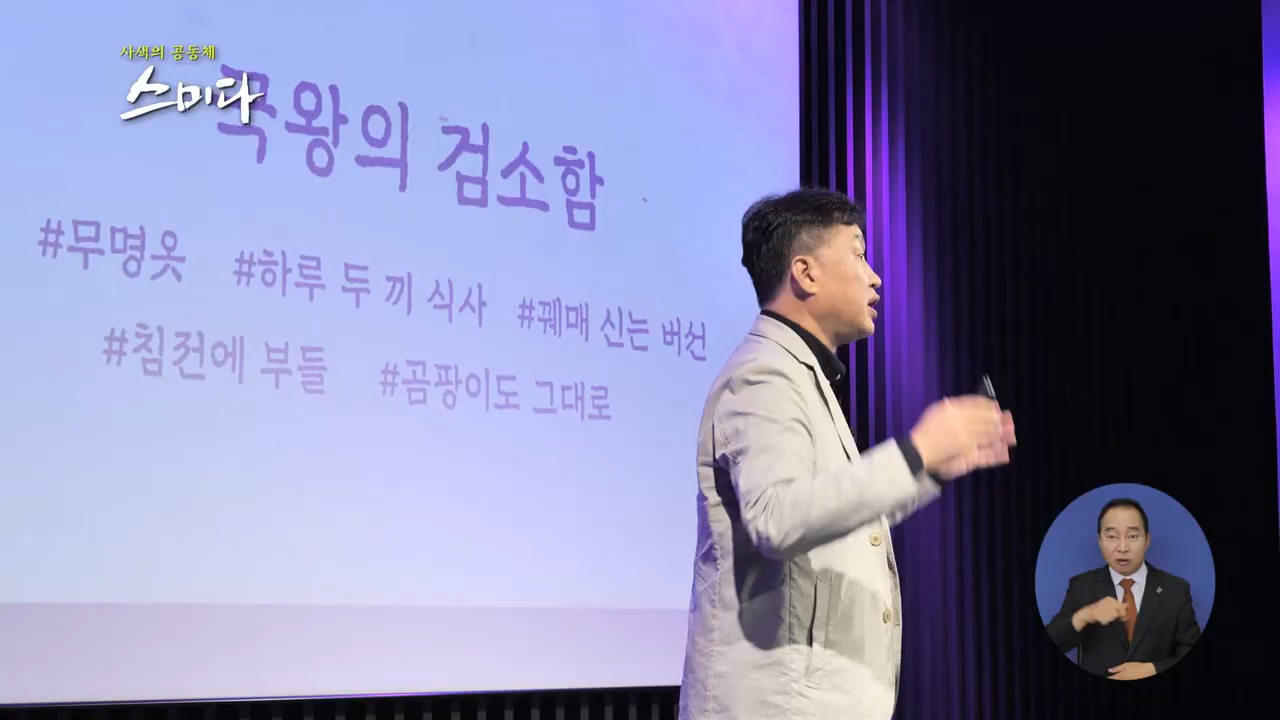 사색의 공동체
스미다
국왕의 검소함
#무명옷 #하루 두 끼 식사 #꿰매 신는 버선
#침전에 부들 #곰팡이도 그대로